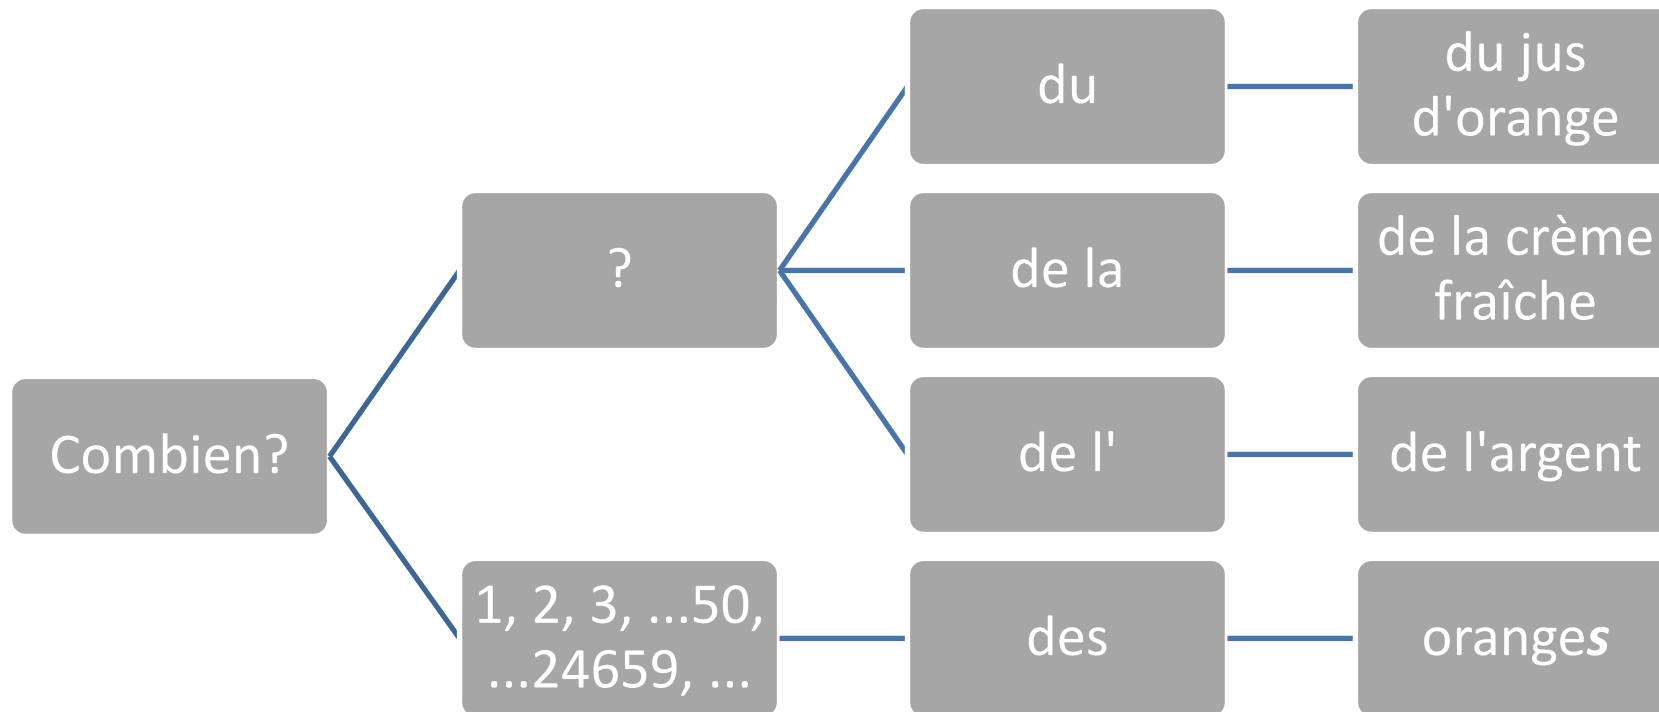 Combien?
?
1, 2, 3, ...50,
...24659, ...
du
de la
de l'
des
du jus
d'orange
de la crème
fraîche
de l'argent
oranges